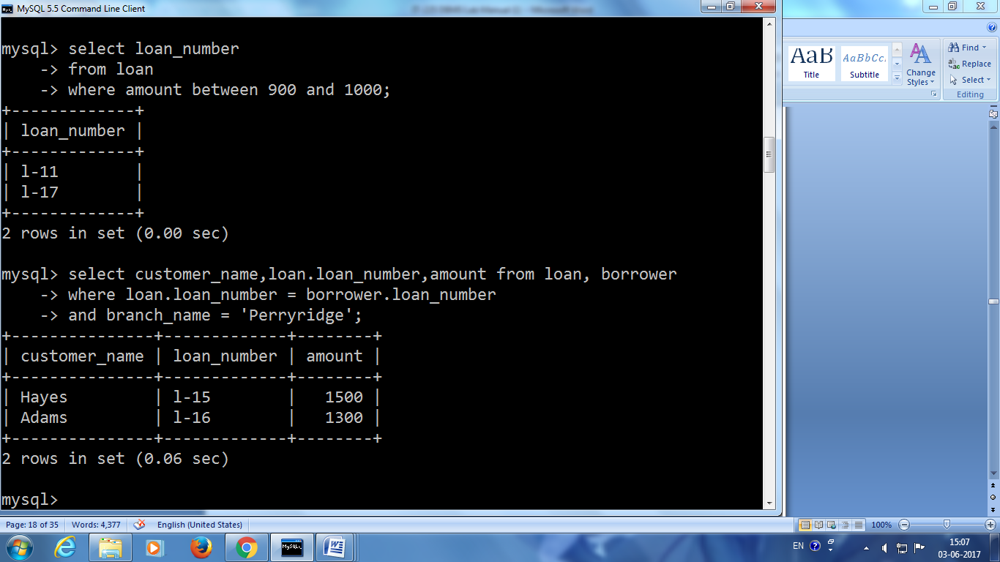 MySQL 5.5 Command Line Client
mysql> select loan_number
    -> from loan
    -> where amount between 900 and 1000;
+-------------+
| loan_number |
+-------------+
| l-11        |
| l-17        |
+-------------+
2 rows in set (0.00 sec)
mysql> select customer_name,loan.loan_number,amount from loan, borrower
    -> where loan.loan_number = borrower.loan_number
    -> and branch_name = 'Perryridge';
+---------------+-------------+--------+
| customer_name | loan_number | amount |
+---------------+-------------+--------+
| Hayes         | l-15        |   1500 |
| Adams         | l-16        |   1300 |
+---------------+-------------+--------+
2 rows in set (0.06 sec)
mysql>
AaB AaBbCc.
Title Subtitle
Change Styles
Find
Replace
Select
Editing
Page: 18 of 35 Words: 4,377 English (United States) 100%
MySQL
EN 15:07
03-06-2017